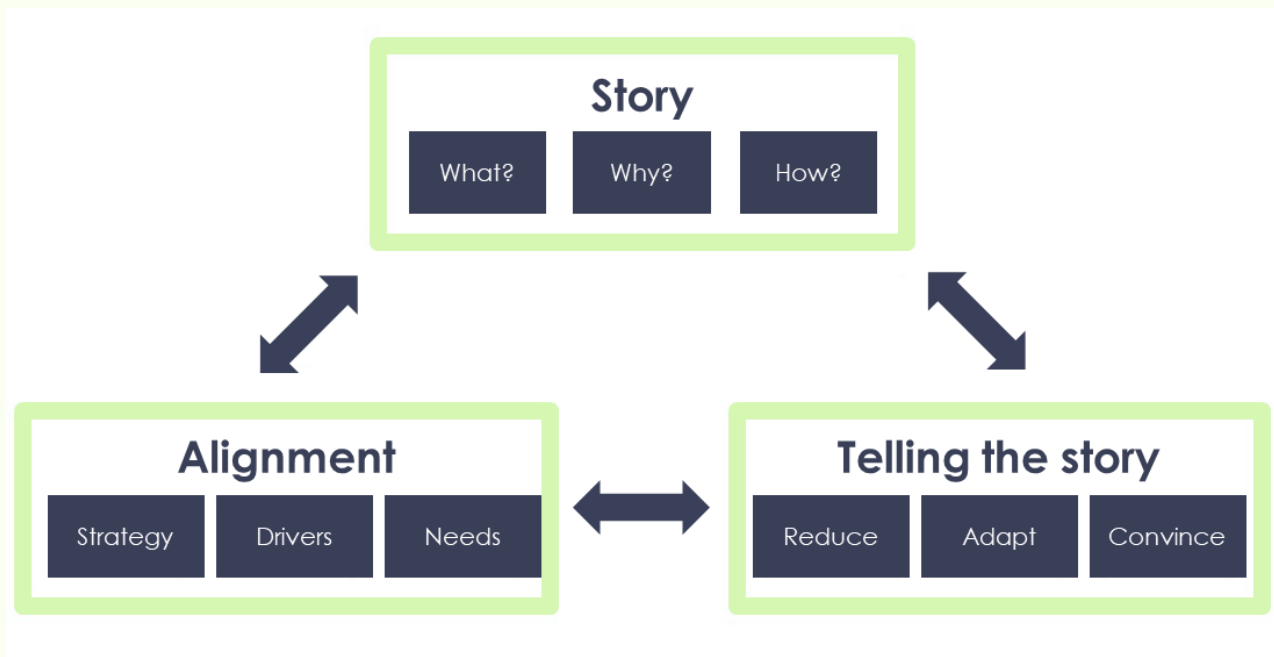 Story
What?
Why?
How?
Alignment
Strategy
Drivers
Needs
Telling the story
Reduce
Adapt
Convince